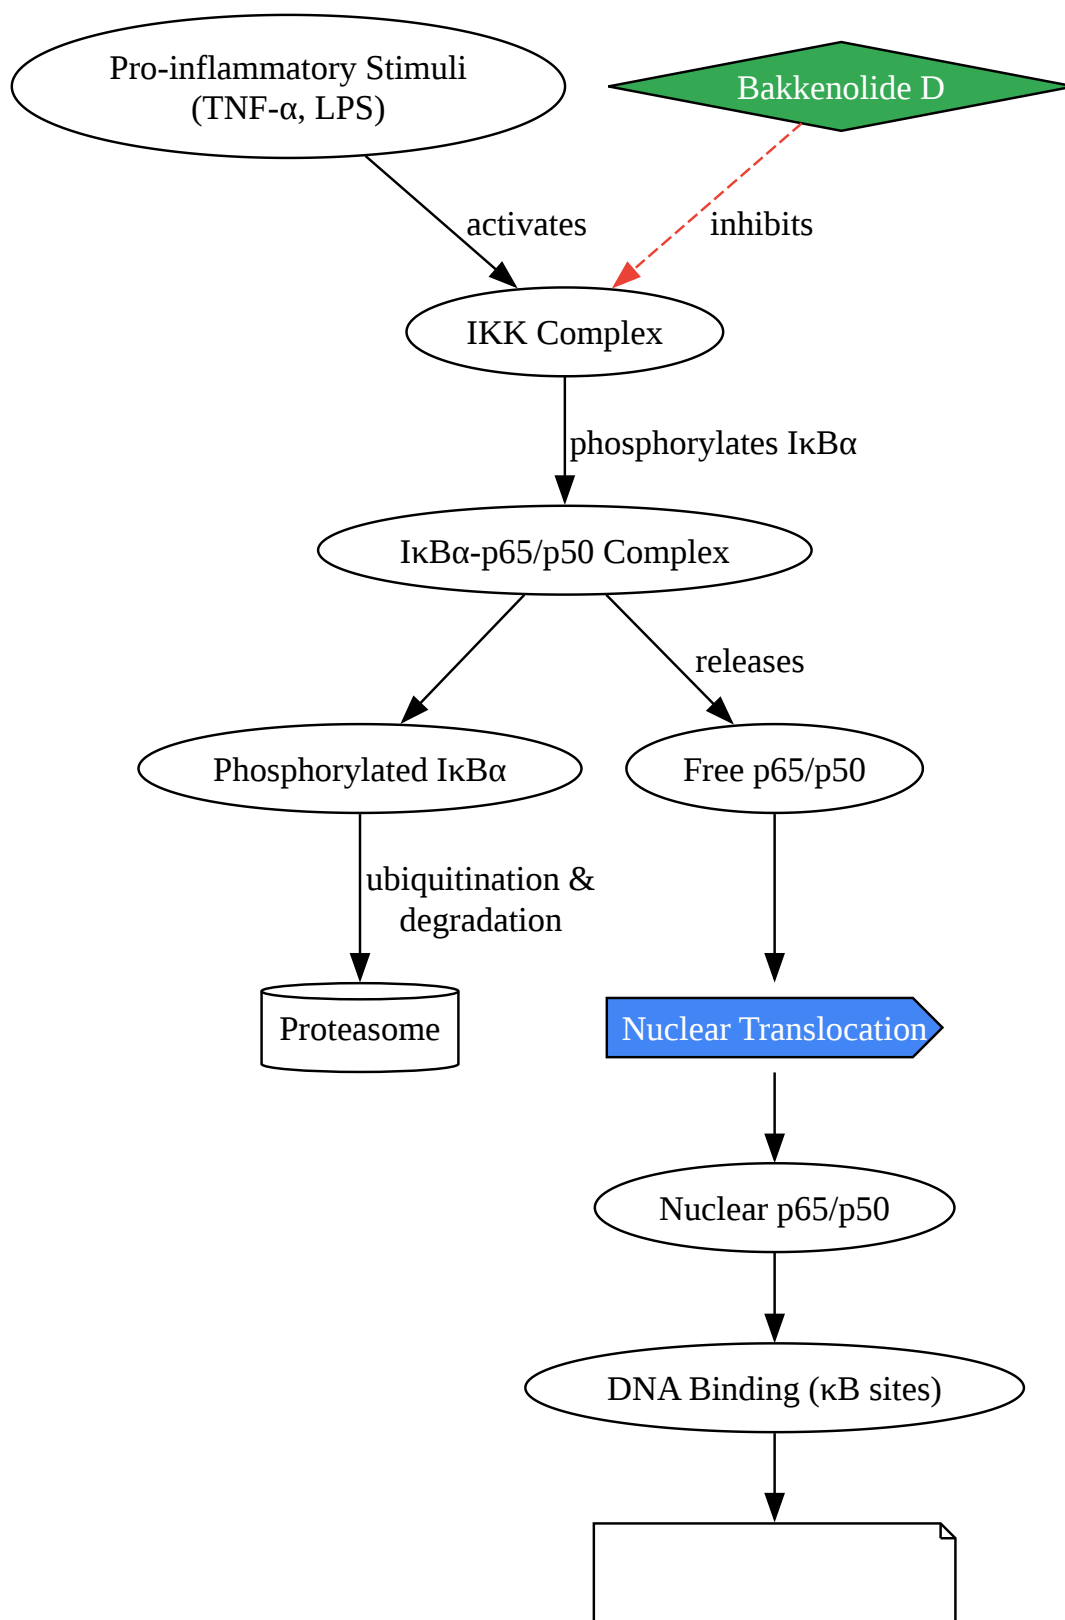 Pro-inflammatory Stimuli
(TNF-α, LPS)
Bakkenolide D
activates
inhibits
IKK Complex
phosphorylates IκBα
IκBα-p65/p50 Complex
releases
Phosphorylated IκBα
Free p65/p50
ubiquitination &
degradation
Proteasome
Nuclear Translocation
Nuclear p65/p50
DNA Binding (κB sites)